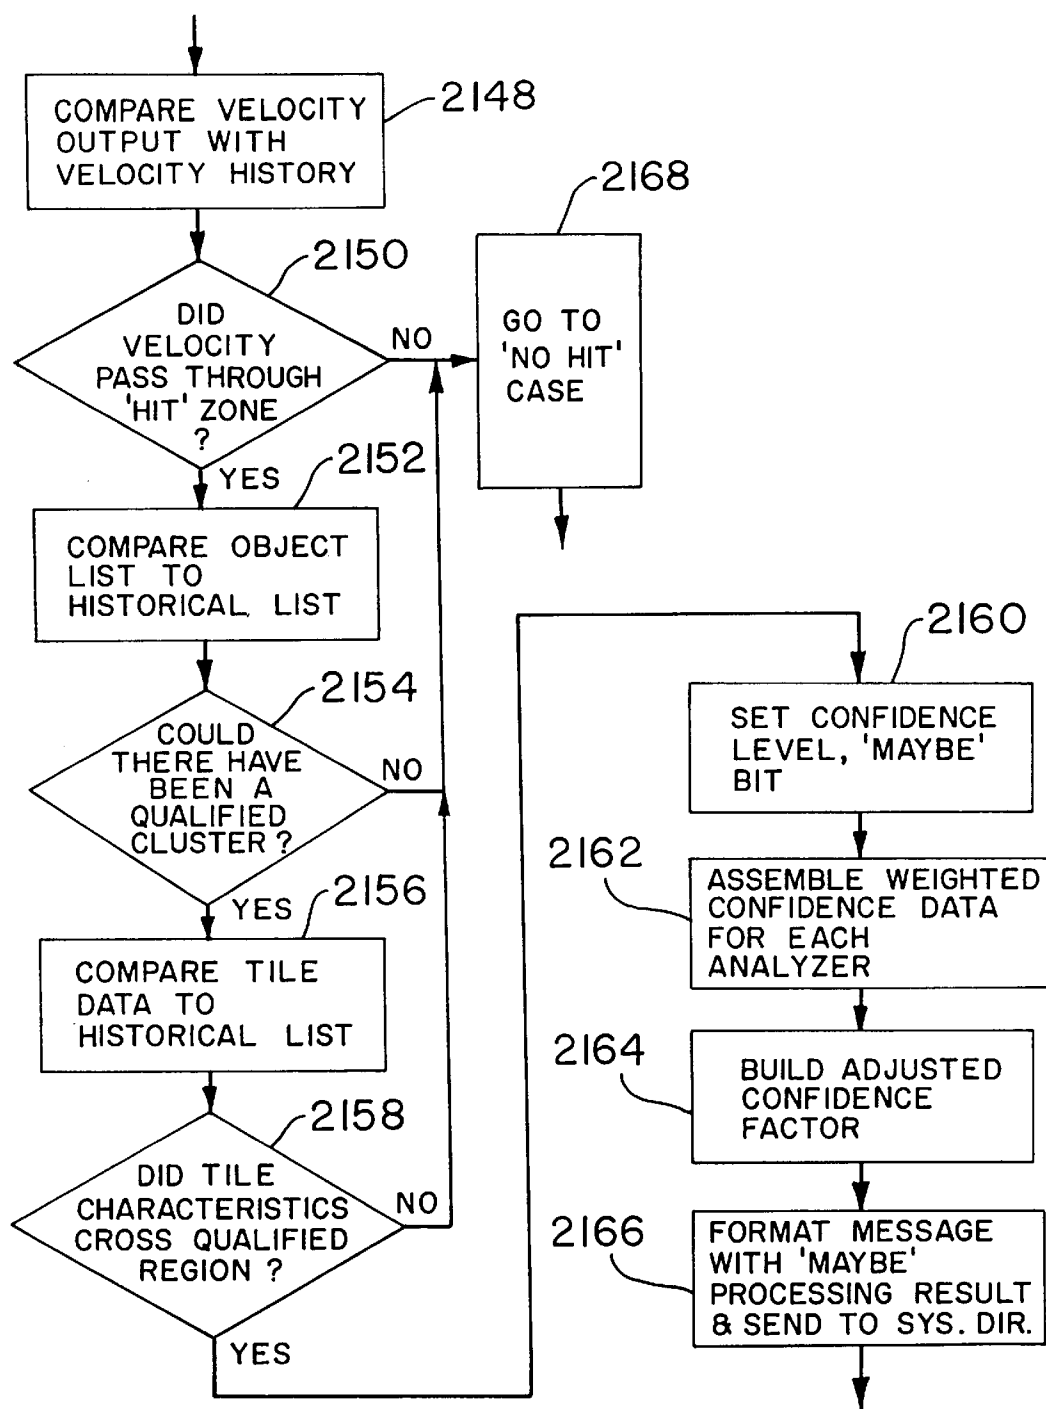 COMPARE VELOCITY
OUTPUT WITH
VELOCITY HISTORY
2148
DID
VELOCITY
PASS THROUGH
'HIT' ZONE
?
2150
NO
YES
GO TO
'NO HIT'
CASE
2168
COMPARE OBJECT
LIST TO
HISTORICAL LIST
2152
COULD
THERE HAVE
BEEN A
QUALIFIED
CLUSTER ?
2154
NO
YES
COMPARE TILE
DATA TO
HISTORICAL LIST
2156
DID TILE
CHARACTERISTICS
CROSS QUALIFIED
REGION ?
2158
NO
YES
SET CONFIDENCE
LEVEL, 'MAYBE'
BIT
2160
ASSEMBLE WEIGHTED
CONFIDENCE DATA
FOR EACH
ANALYZER
2162
BUILD ADJUSTED
CONFIDENCE
FACTOR
2164
FORMAT MESSAGE
WITH 'MAYBE'
PROCESSING RESULT
& SEND TO SYS. DIR.
2166